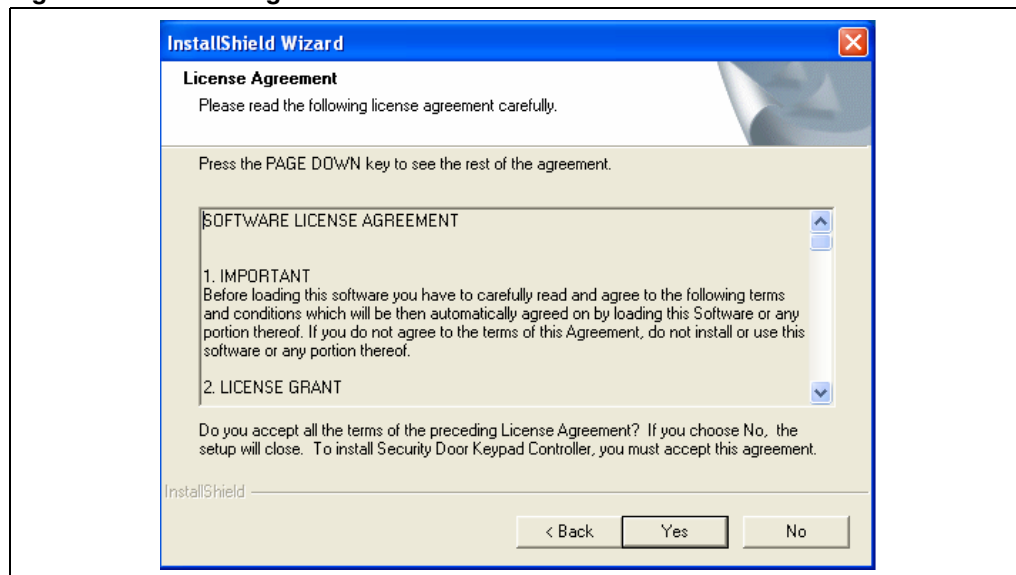 InstallShield Wizard
License Agreement
Please read the following license agreement carefully.
Press the PAGE DOWN key to see the rest of the agreement.
SOFTWARE LICENSE AGREEMENT
1. IMPORTANT
Before loading this software you have to carefully read and agree to the following terms
and conditions which will be then automatically agreed on by loading this Software or any
portion thereof. If you do not agree to the terms of this Agreement, do not install or use this
software or any portion thereof.
2. LICENSE GRANT
Do you accept all the terms of the preceding License Agreement? If you choose No, the
setup will close. To install Security Door Keypad Controller, you must accept this agreement.
InstallShield
< Back
Yes
No